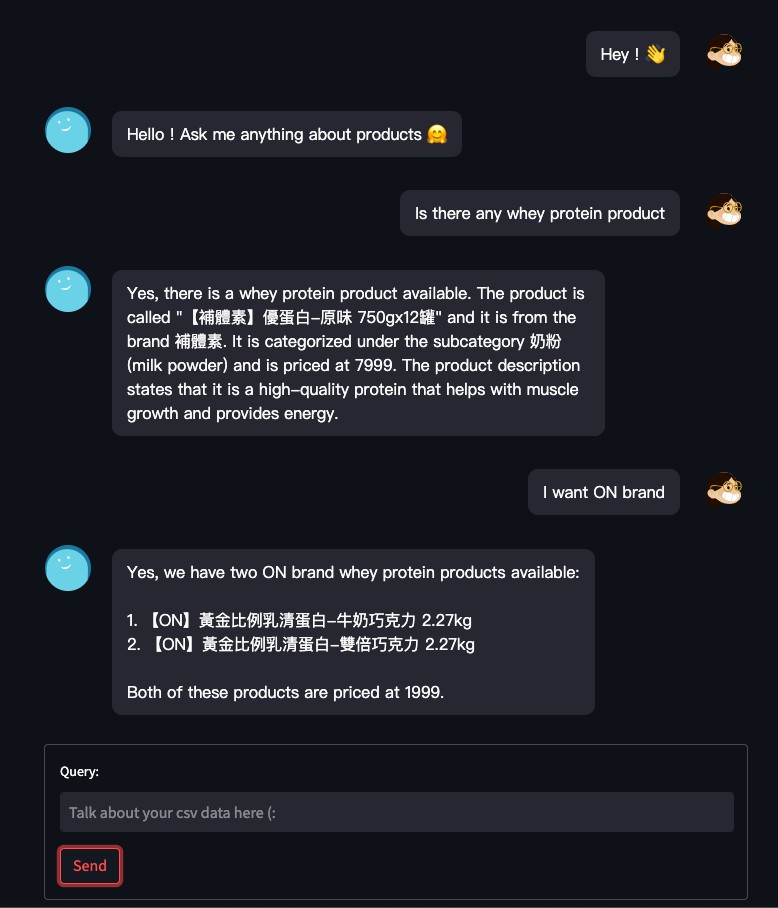 Hey ! 👋
Hello ! Ask me anything about products 🤗
Is there any whey protein product
Yes, there is a whey protein product available. The product is
called "【補體素】優蛋白–原味 750gx12罐" and it is from the
brand 補體素. It is categorized under the subcategory 奶粉
(milk powder) and is priced at 7999. The product description
states that it is a high–quality protein that helps with muscle
growth and provides energy.
I want ON brand
Yes, we have two ON brand whey protein products available:
1. 【ON】黃金比例乳清蛋白–牛奶巧克力 2.27kg
2. 【ON】黃金比例乳清蛋白–雙倍巧克力 2.27kg
Both of these products are priced at 1999.
Query:
Talk about your csv data here (:
Send